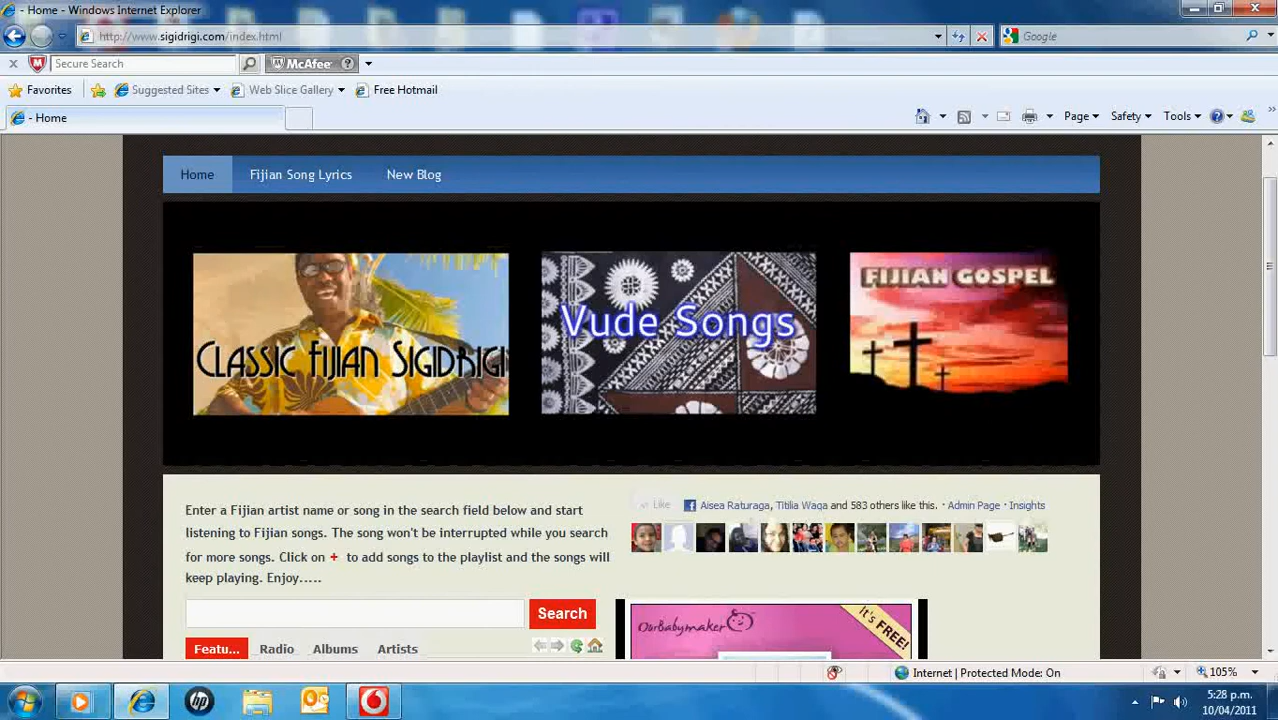 - Home - Windows Internet Explorer
http://www.sigidrigi.com/index.html
Google
Secure Search
McAfee
Favorites
Suggested Sites
Web Slice Gallery
Free Hotmail
- Home
Page
Safety
Tools
Home
Fijian Song Lyrics
New Blog
CLASSIC FIJIAN SIGIDRIGI
Vude Songs
FIJIAN GOSPEL
Enter a Fijian artist name or song in the search field below and start
listening to Fijian songs. The song won't be interrupted while you search
for more songs. Click on + to add songs to the playlist and the songs will
keep playing. Enjoy.....
Like
Aisea Raturaga, Titilia Waqa and 583 others like this. · Admin Page · Insights
Search
Featu...
Radio
Albums
Artists
OurBabymaker
It's FREE!
Internet | Protected Mode: On
105%
hp
5:28 p.m.
10/04/2011